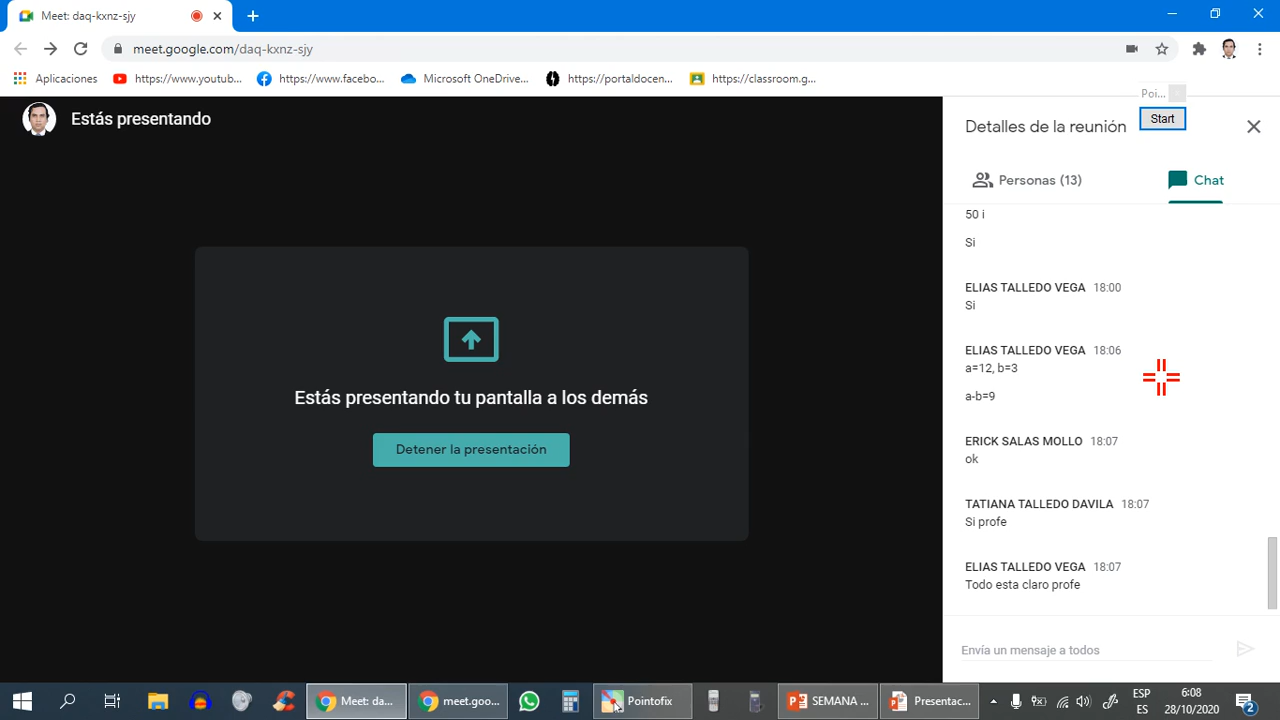 Meet: daq-kxnz-sjy
meet.google.com/daq-kxnz-sjy
Aplicaciones
https://www.youtub...
https://www.facebo...
Microsoft OneDrive...
https://portaldocen...
https://classroom.g...
Estás presentando
Poi...
Start
Detalles de la reunión
Personas (13)
Chat
50 i
Si
ELIAS TALLEDO VEGA 18:00
Si
ELIAS TALLEDO VEGA 18:06
a=12, b=3
a-b=9
ERICK SALAS MOLLO 18:07
ok
TATIANA TALLEDO DAVILA 18:07
Si profe
ELIAS TALLEDO VEGA 18:07
Todo esta claro profe
Estás presentando tu pantalla a los demás
Detener la presentación
Envía un mensaje a todos
Meet: da...
meet.goo...
Pointofix
SEMANA ...
Presentac...
ESP
ES
6:08
28/10/2020
2